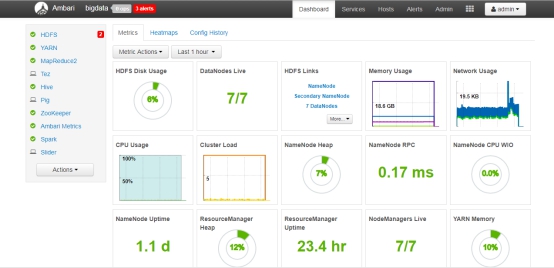 Ambari bigdata 0 ops 3 alerts Dashboard Services Hosts Alerts Admin admin
HDFS 2
YARN
MapReduce2
Tez
Hive
Pig
ZooKeeper
Ambari Metrics
Spark
Slider
Actions
Metrics Heatmaps Config History
Metric Actions Last 1 hour
HDFS Disk Usage
6%
DataNodes Live
7/7
HDFS Links
NameNode
Secondary NameNode
7 DataNodes
More...
Memory Usage
18.6 GB
Network Usage
19.5 KB
CPU Usage
100%
50%
Cluster Load
5
NameNode Heap
7%
NameNode RPC
0.17 ms
NameNode CPU WIO
0.0%
NameNode Uptime
1.1 d
ResourceManager
Heap
12%
ResourceManager
Uptime
23.4 hr
NodeManagers Live
7/7
YARN Memory
10%